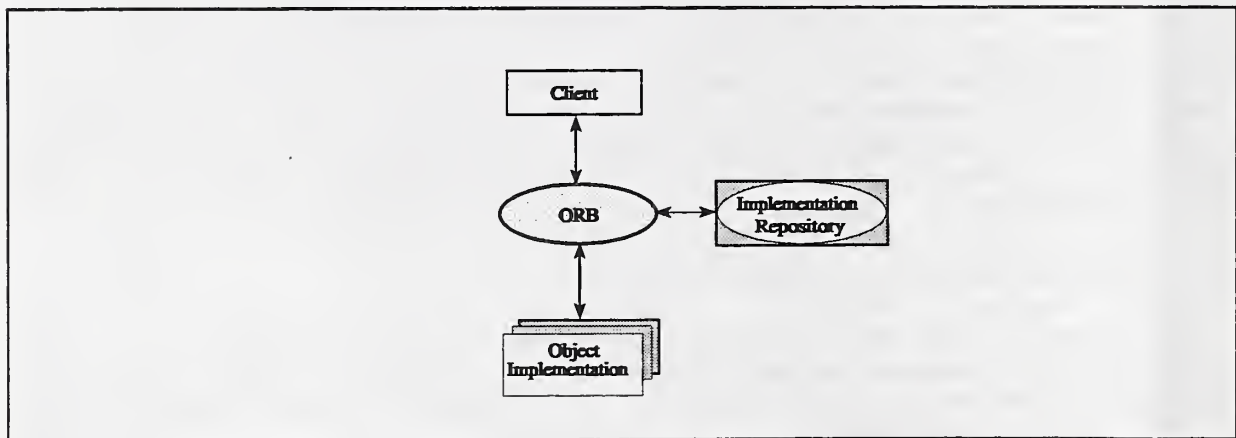 Client
ORB
Implementation
Repository
Object
Implementation